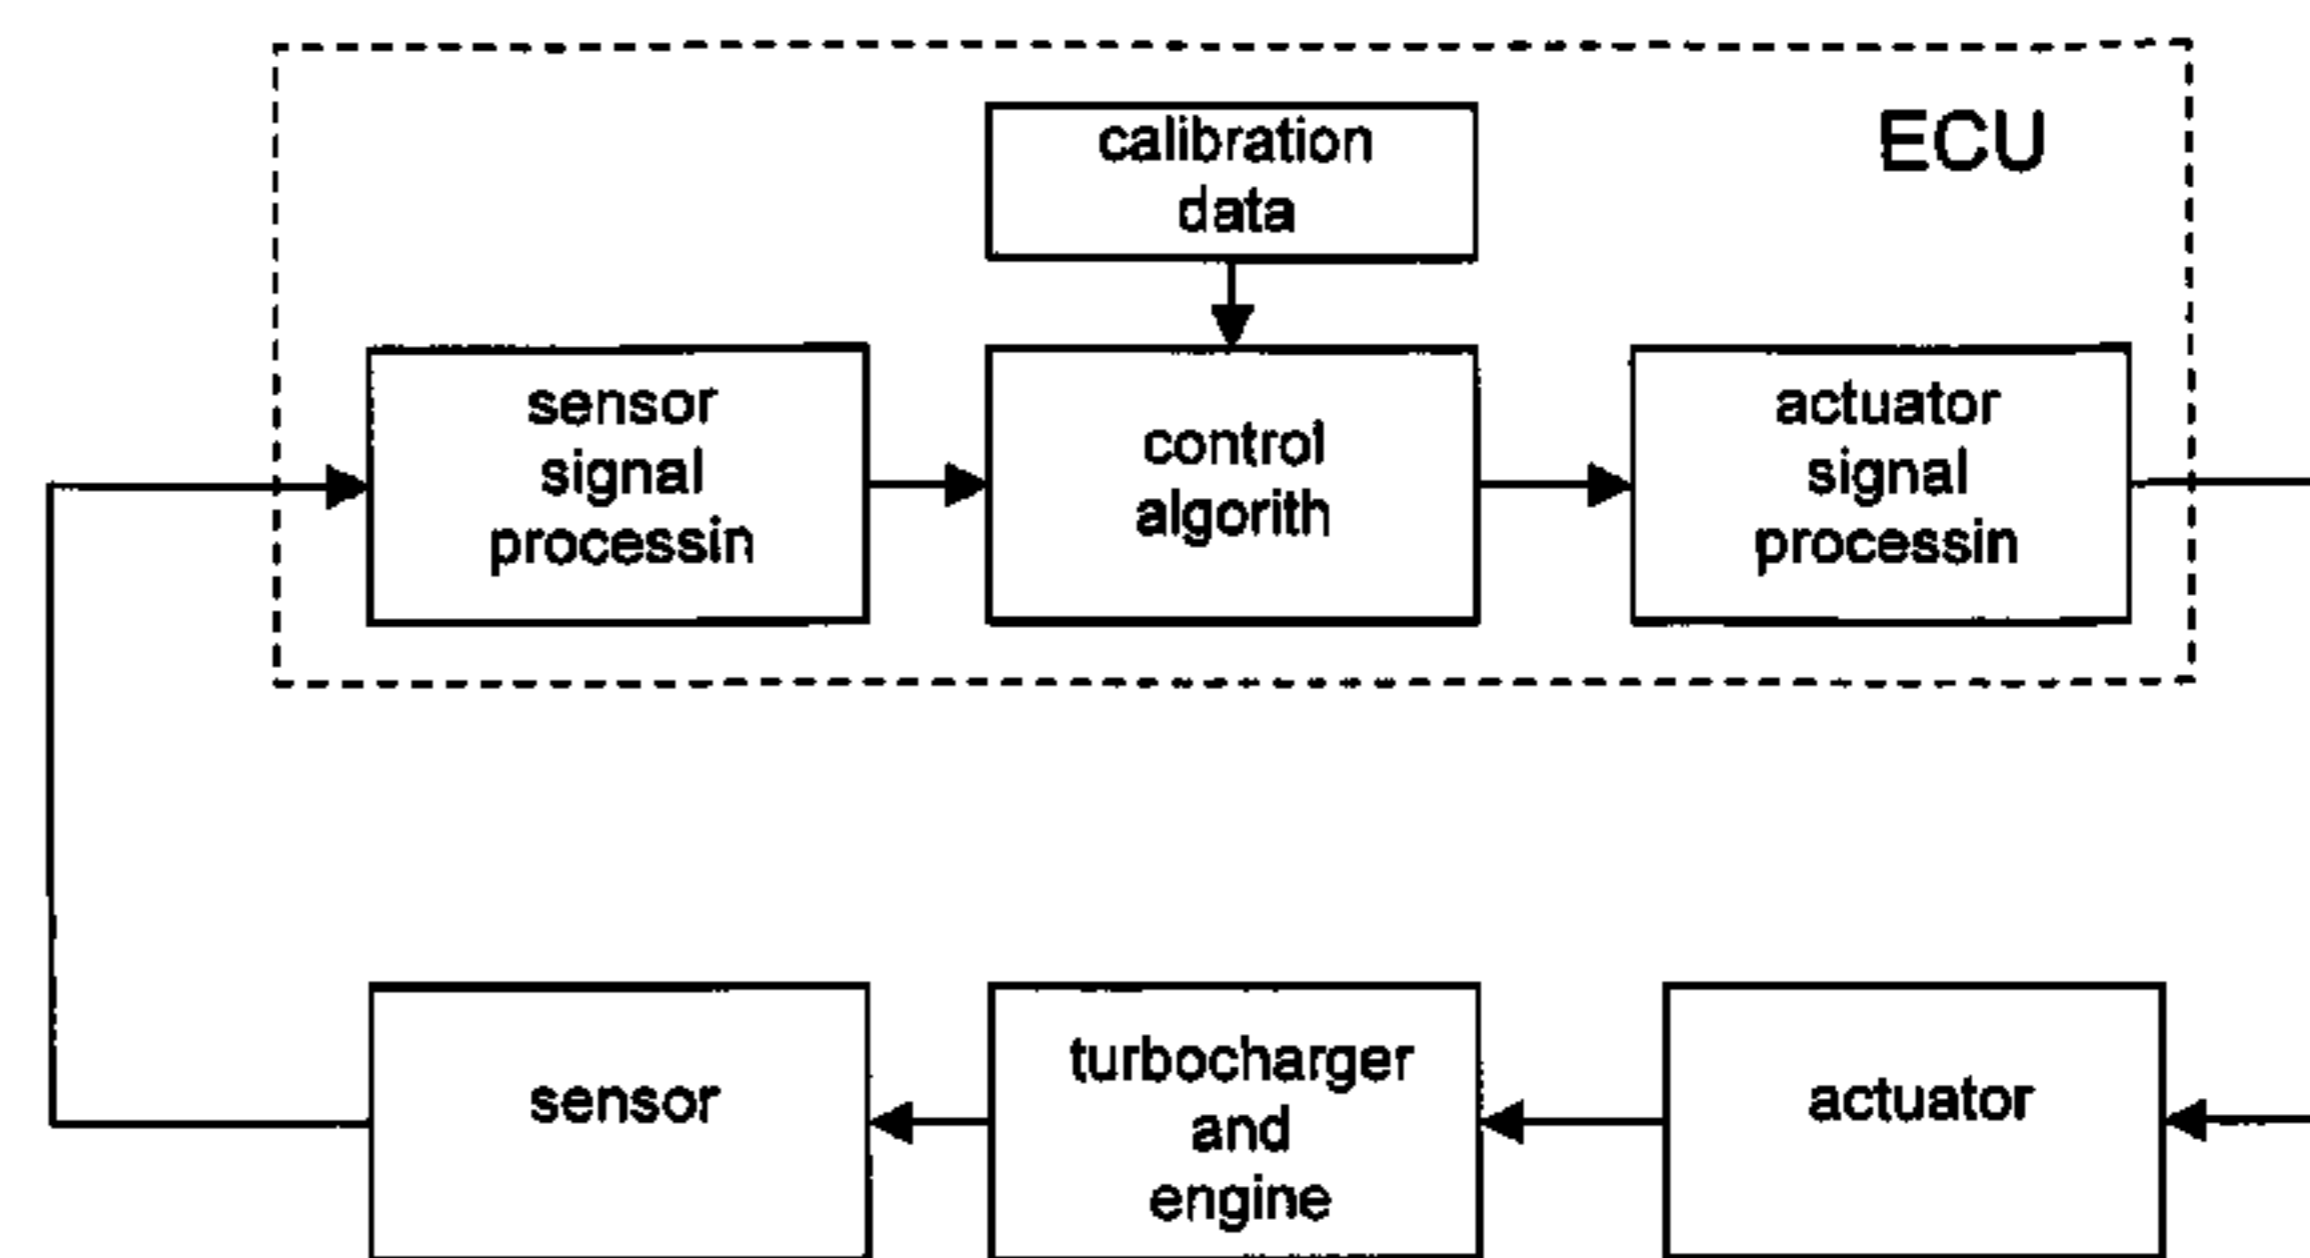 calibration
data
ECU
sensor
signal
processin
control
algorith
actuator
signal
processin
sensor
turbocharger
and
engine
actuator